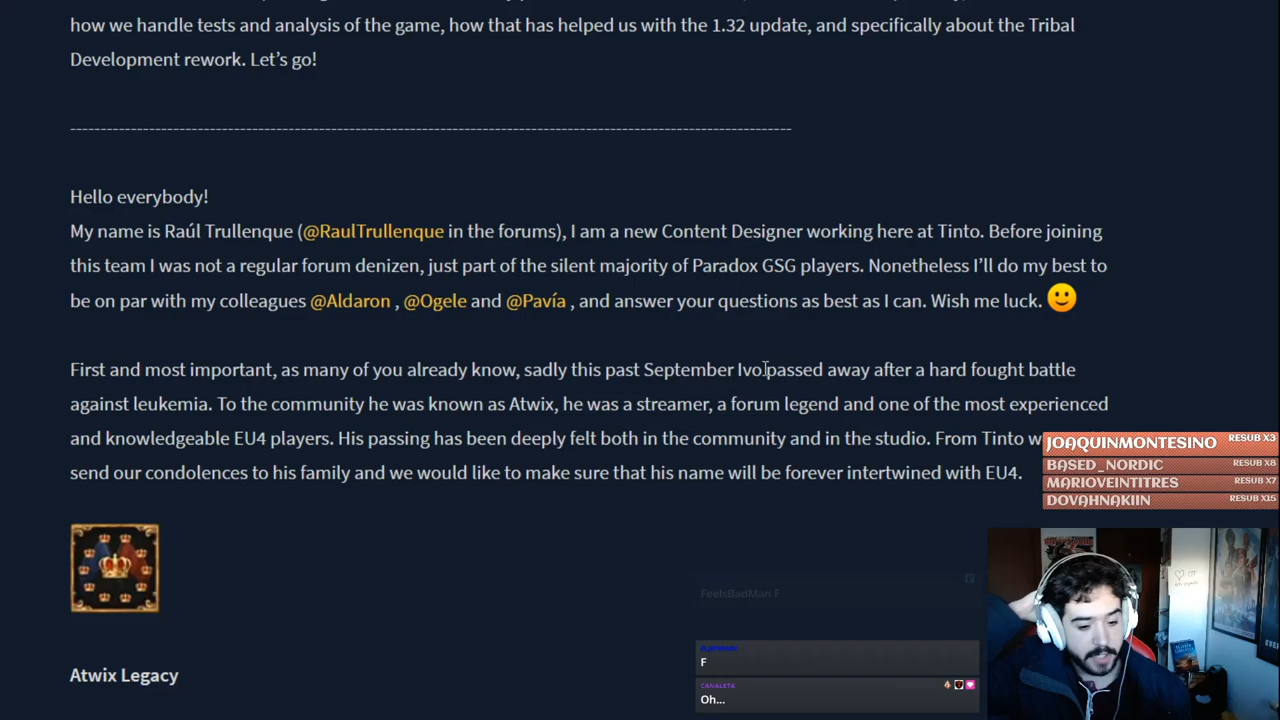 how we handle tests and analysis of the game, how that has helped us with the 1.32 update, and specifically about the Tribal
Development rework. Let's go!
--------------------------------------------------------------------------------------------------------------
Hello everybody!
My name is Raúl Trullenque (@RaulTrullenque in the forums), I am a new Content Designer working here at Tinto. Before joining
this team I was not a regular forum denizen, just part of the silent majority of Paradox GSG players. Nonetheless I'll do my best to
be on par with my colleagues @Aldaron , @Ogele and @Pavía , and answer your questions as best as I can. Wish me luck.
First and most important, as many of you already know, sadly this past September Ivo passed away after a hard fought battle
against leukemia. To the community he was known as Atwix, he was a streamer, a forum legend and one of the most experienced
and knowledgeable EU4 players. His passing has been deeply felt both in the community and in the studio. From Tinto w
send our condolences to his family and we would like to make sure that his name will be forever intertwined with EU4.
JOAQUINMONTESINO RESUB X3
BASED_NORDIC RESUB X8
MARIOVEINTITRES RESUB X7
DOVAHNAKIIN RESUB X15
FeelsBadMan F
F
CANALETA
Oh...
Atwix Legacy